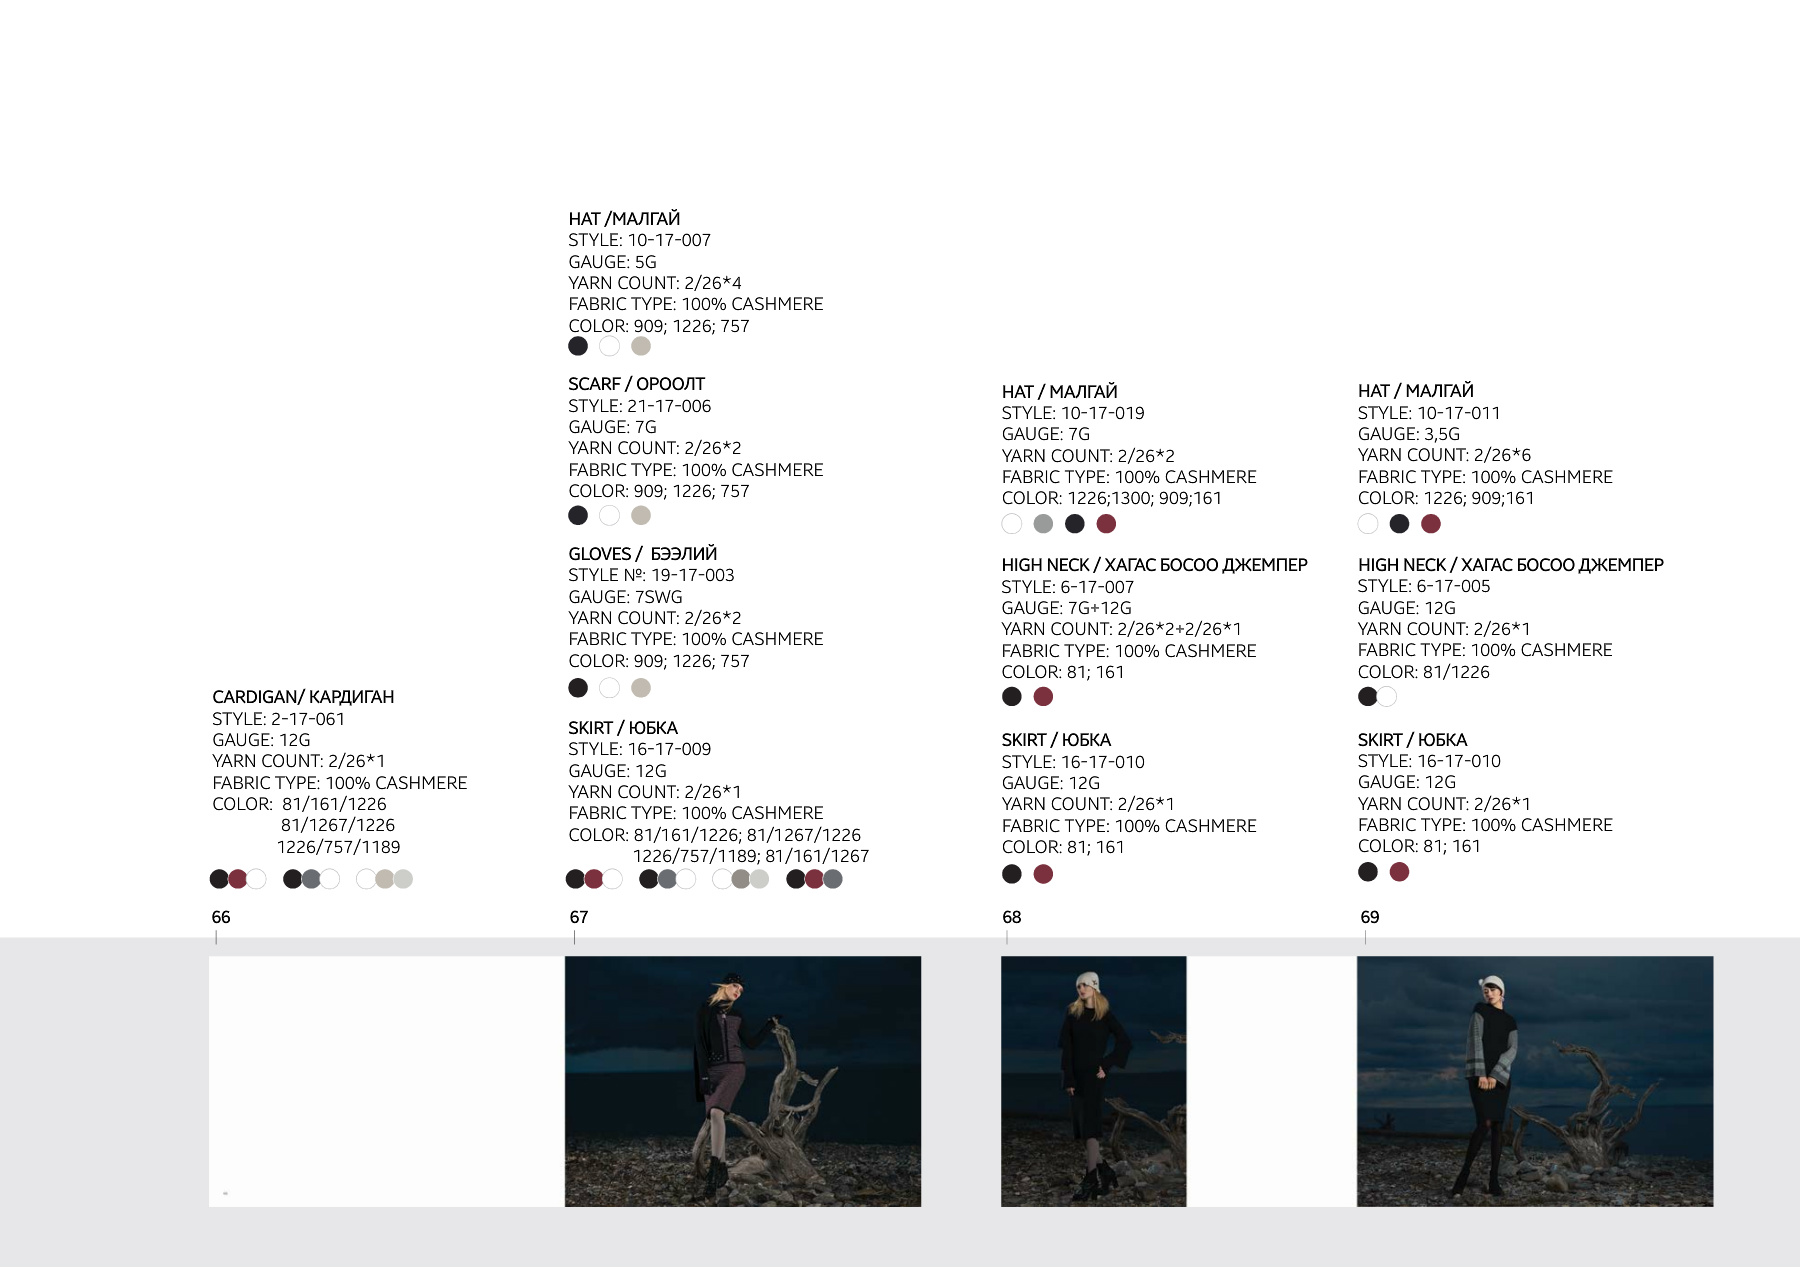 CARDIGAN/ КАРДИГАН
STYLE: 2-17-061
GAUGE: 12G
YARN COUNT: 2/26*1
FABRIC TYPE: 100% CASHMERE
COLOR: 81/161/1226
81/1267/1226
1226/757/1189
66
HAT /МАЛГАЙ
STYLE: 10-17-007
GAUGE: 5G
YARN COUNT: 2/26*4
FABRIC TYPE: 100% CASHMERE
COLOR: 909; 1226; 757
SCARF / ОРООЛТ
STYLE: 21-17-006
GAUGE: 7G
YARN COUNT: 2/26*2
FABRIC TYPE: 100% CASHMERE
COLOR: 909; 1226; 757
GLOVES / БЭЭЛИЙ
STYLE №: 19-17-003
GAUGE: 7SWG
YARN COUNT: 2/26*2
FABRIC TYPE: 100% CASHMERE
COLOR: 909; 1226; 757
SKIRT / ЮБКА
STYLE: 16-17-009
GAUGE: 12G
YARN COUNT: 2/26*1
FABRIC TYPE: 100% CASHMERE
COLOR: 81/161/1226; 81/1267/1226
1226/757/1189; 81/161/1267
67
HAT / МАЛГАЙ
STYLE: 10-17-019
GAUGE: 7G
YARN COUNT: 2/26*2
FABRIC TYPE: 100% CASHMERE
COLOR: 1226;1300; 909;161
HIGH NECK / ХАГАС БОСОО ДЖЕМПЕР
STYLE: 6-17-007
GAUGE: 7G+12G
YARN COUNT: 2/26*2+2/26*1
FABRIC TYPE: 100% CASHMERE
COLOR: 81; 161
SKIRT / ЮБКА
STYLE: 16-17-010
GAUGE: 12G
YARN COUNT: 2/26*1
FABRIC TYPE: 100% CASHMERE
COLOR: 81; 161
68
HAT / МАЛГАЙ
STYLE: 10-17-011
GAUGE: 3,5G
YARN COUNT: 2/26*6
FABRIC TYPE: 100% CASHMERE
COLOR: 1226; 909;161
HIGH NECK / ХАГАС БОСОО ДЖЕМПЕР
STYLE: 6-17-005
GAUGE: 12G
YARN COUNT: 2/26*1
FABRIC TYPE: 100% CASHMERE
COLOR: 81/1226
SKIRT / ЮБКА
STYLE: 16-17-010
GAUGE: 12G
YARN COUNT: 2/26*1
FABRIC TYPE: 100% CASHMERE
COLOR: 81; 161
69